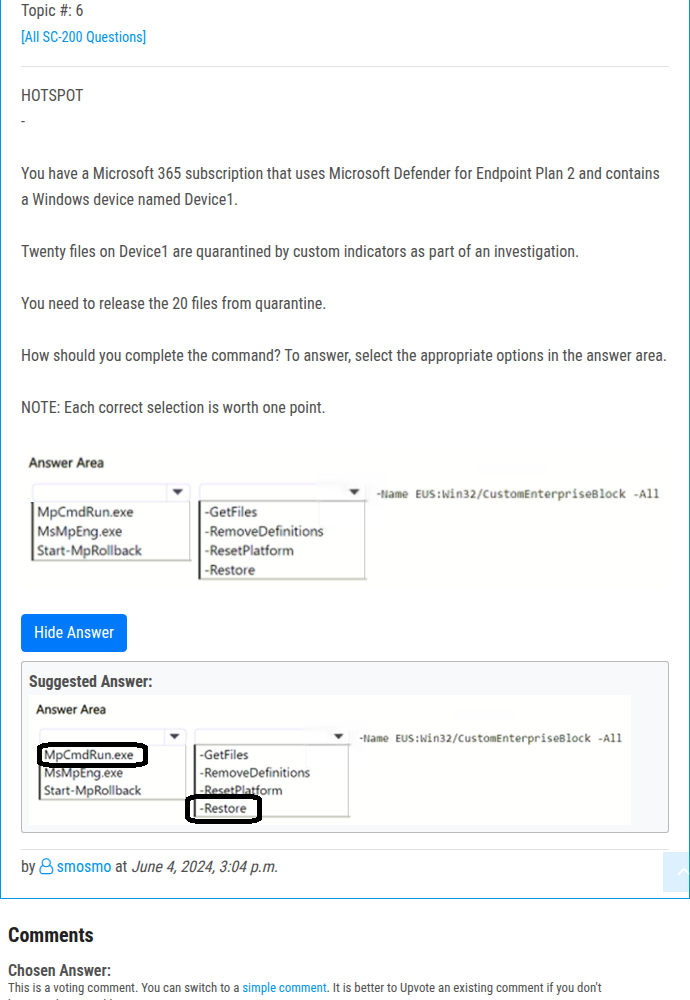 Topic #: 6
[All SC-200 Questions]
HOTSPOT
-
You have a Microsoft 365 subscription that uses Microsoft Defender for Endpoint Plan 2 and contains
a Windows device named Device1.
Twenty files on Device1 are quarantined by custom indicators as part of an investigation.
You need to release the 20 files from quarantine.
How should you complete the command? To answer, select the appropriate options in the answer area.
NOTE: Each correct selection is worth one point.
Answer Area
-Name EUS:Win32/CustomEnterpriseBlock -All
MpCmdRun.exe
MsMpEng.exe
Start-MpRollback
-GetFiles
-RemoveDefinitions
-ResetPlatform
-Restore
Hide Answer
Suggested Answer:
Answer Area
-Name EUS:Win32/CustomEnterpriseBlock -All
MpCmdRun.exe
MsMpEng.exe
Start-MpRollback
-GetFiles
-RemoveDefinitions
-ResetPlatform
-Restore
by smosmo at June 4, 2024, 3:04 p.m.
Comments
Chosen Answer:
This is a voting comment. You can switch to a simple comment. It is better to Upvote an existing comment if you don't